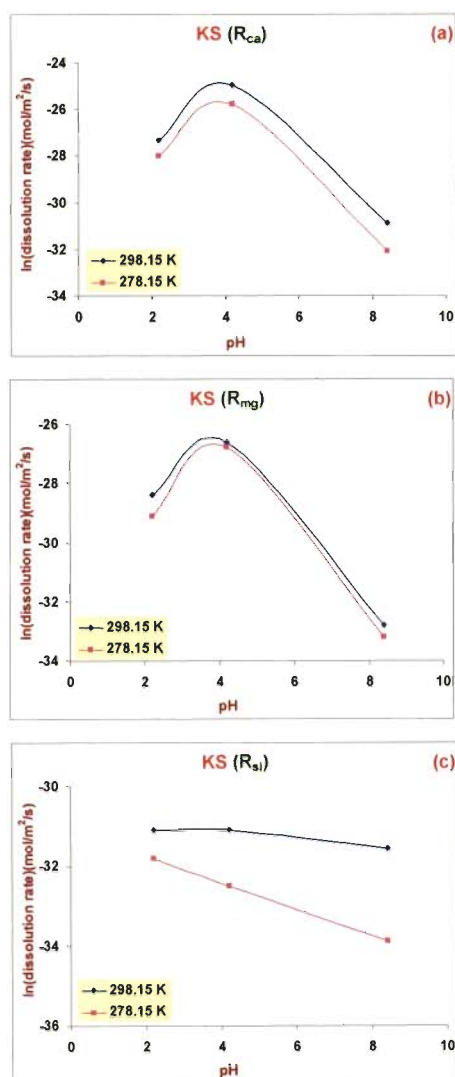 KS (R_ca) (a)
ln(dissolution rate)(mol/m²/s)
-24
-26
-28
-30
-32
-34
298.15 K
278.15 K
0 2 4 6 8 10
pH
KS (R_mg) (b)
ln(dissolution rate)(mol/m²/s)
-26
-28
-30
-32
-34
298.15 K
278.15 K
0 2 4 6 8 10
pH
KS (R_si) (c)
ln(dissolution rate)(mol/m²/s)
-30
-32
-34
-36
298.15 K
278.15 K
0 2 4 6 8 10
pH